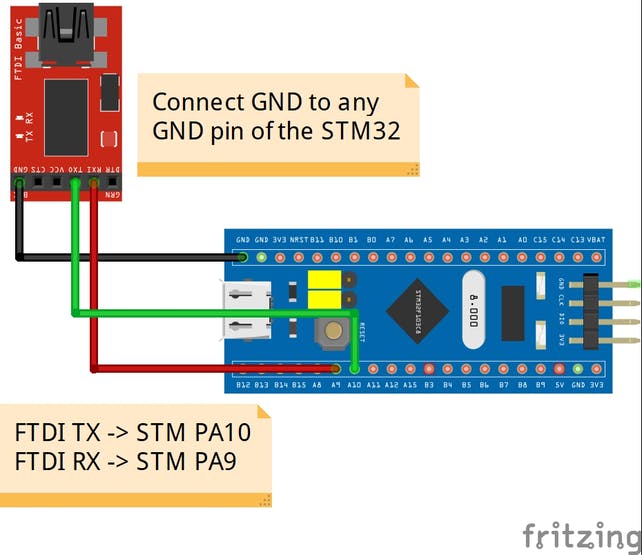 FTDI Basic
TX RX
GND CTS VCC TXO RXI DTR
GRN
Connect GND to any
GND pin of the STM32
GND GND 3V3 NRST B11 B10 B1 B0 A7 A6 A5 A4 A3 A2 A1 A0 C15 C14 C13 VBAT
RESET
STM32F103C8
8.000
GND
CLK
DIO
3V3
B12 B13 B14 B15 A8 A9 A10 A11 A12 A15 B3 B4 B5 B6 B7 B8 B9 5V GND 3V3
FTDI TX -> STM PA10
FTDI RX -> STM PA9
fritzing